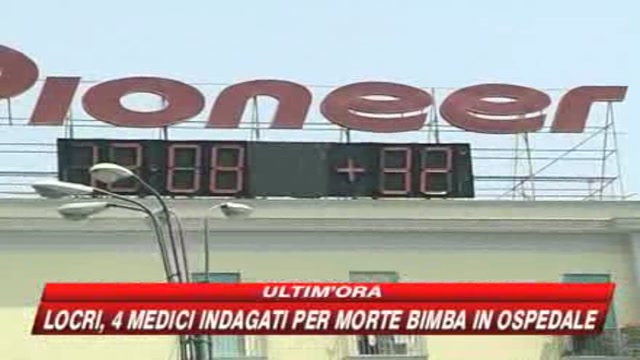 Pioneer
12:08 +32°
ULTIM'ORA
LOCRI, 4 MEDICI INDAGATI PER MORTE BIMBA IN OSPEDALE